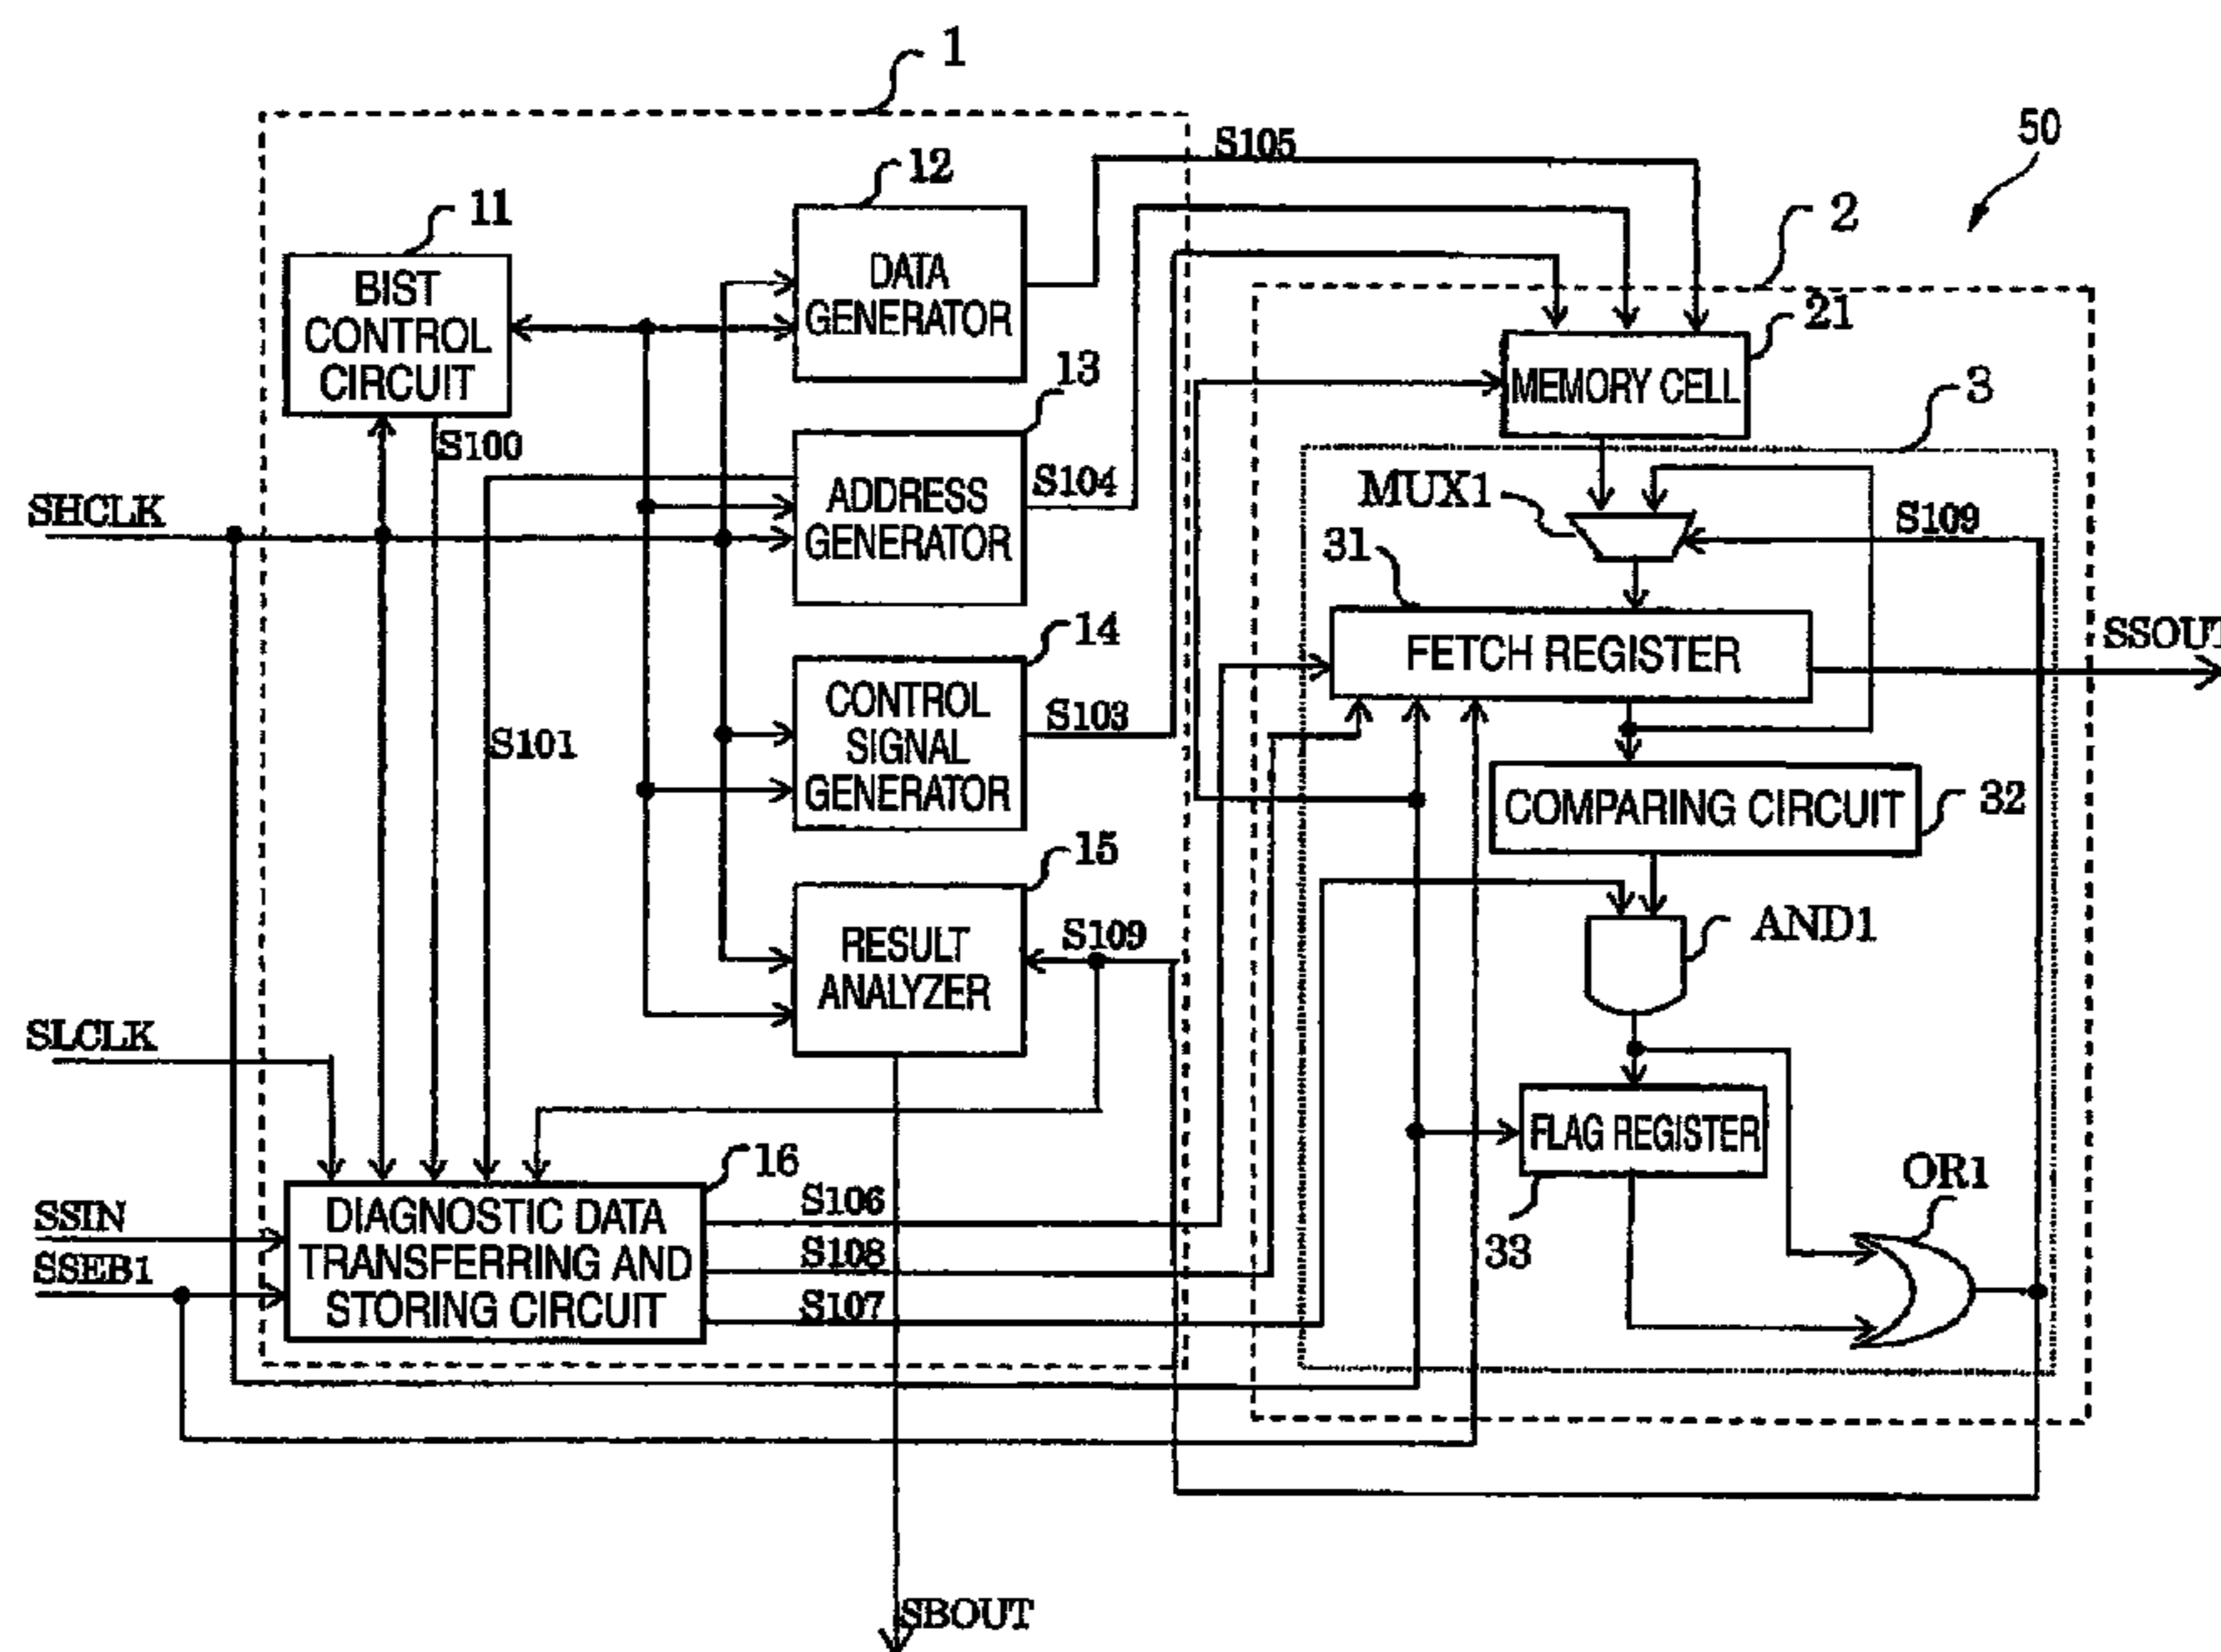 1
50
S105
12
2
11
DATA
GENERATOR
BIST
CONTROL
CIRCUIT
21
MEMORY CELL
13
3
S100
ADDRESS
GENERATOR
S104
MUX1
S109
SHCLK
31
14
FETCH REGISTER
SSOUT
CONTROL
SIGNAL
GENERATOR
S103
S101
COMPARING CIRCUIT
32
15
RESULT
ANALYZER
S109
AND1
SLCLK
FLAG REGISTER
16
OR1
SSIN
SSEB1
DIAGNOSTIC DATA
TRANSFERRING AND
STORING CIRCUIT
S106
S108
S107
33
SBOUT